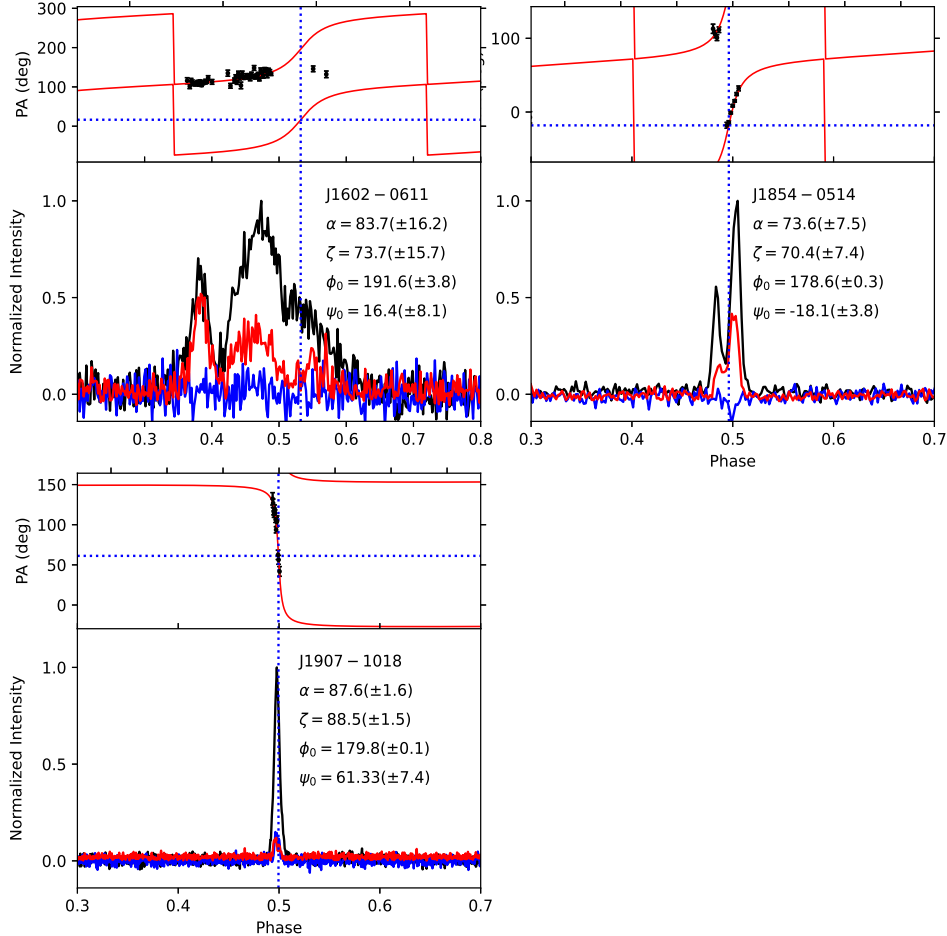 300
200
100
0
PA (deg)
1.0
0.5
0.0
Normalized Intensity
J1602 − 0611
α = 83.7(±16.2)
ζ = 73.7(±15.7)
ϕ₀ = 191.6(±3.8)
ψ₀ = 16.4(±8.1)
0.3 0.4 0.5 0.6 0.7 0.8
100
0
1.0
0.5
0.0
J1854 − 0514
α = 73.6(±7.5)
ζ = 70.4(±7.4)
ϕ₀ = 178.6(±0.3)
ψ₀ = -18.1(±3.8)
0.3 0.4 0.5 0.6 0.7
Phase
150
100
50
0
PA (deg)
1.0
0.5
0.0
Normalized Intensity
J1907 − 1018
α = 87.6(±1.6)
ζ = 88.5(±1.5)
ϕ₀ = 179.8(±0.1)
ψ₀ = 61.33(±7.4)
0.3 0.4 0.5 0.6 0.7
Phase